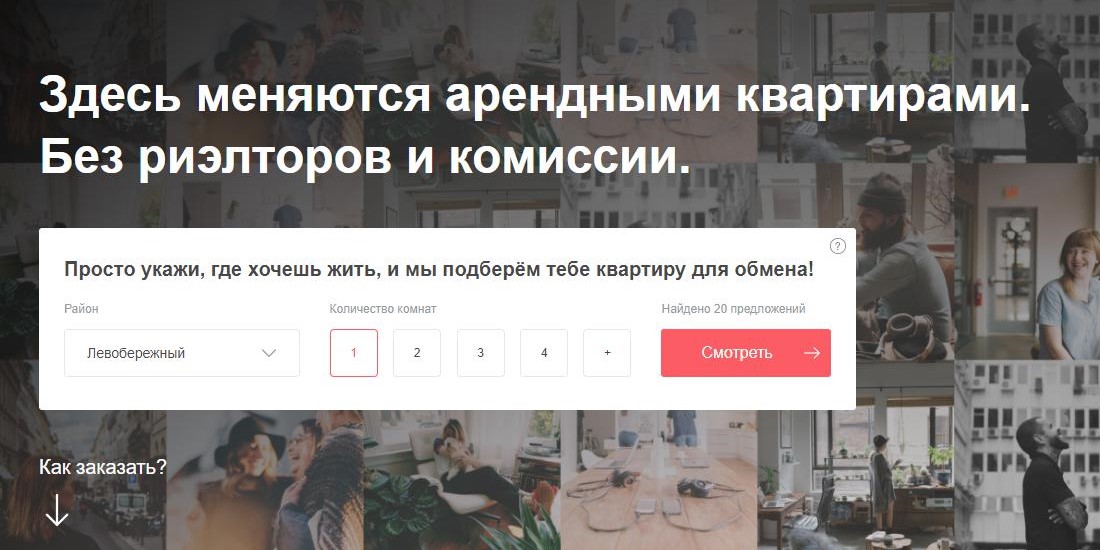 Здесь меняются арендными квартирами.
Без риэлторов и комиссии.
?
Просто укажи, где хочешь жить, и мы подберём тебе квартиру для обмена!
Район
Количество комнат
Найдено 20 предложений
Левобережный
1 2 3 4 +
Смотреть →
Как заказать?